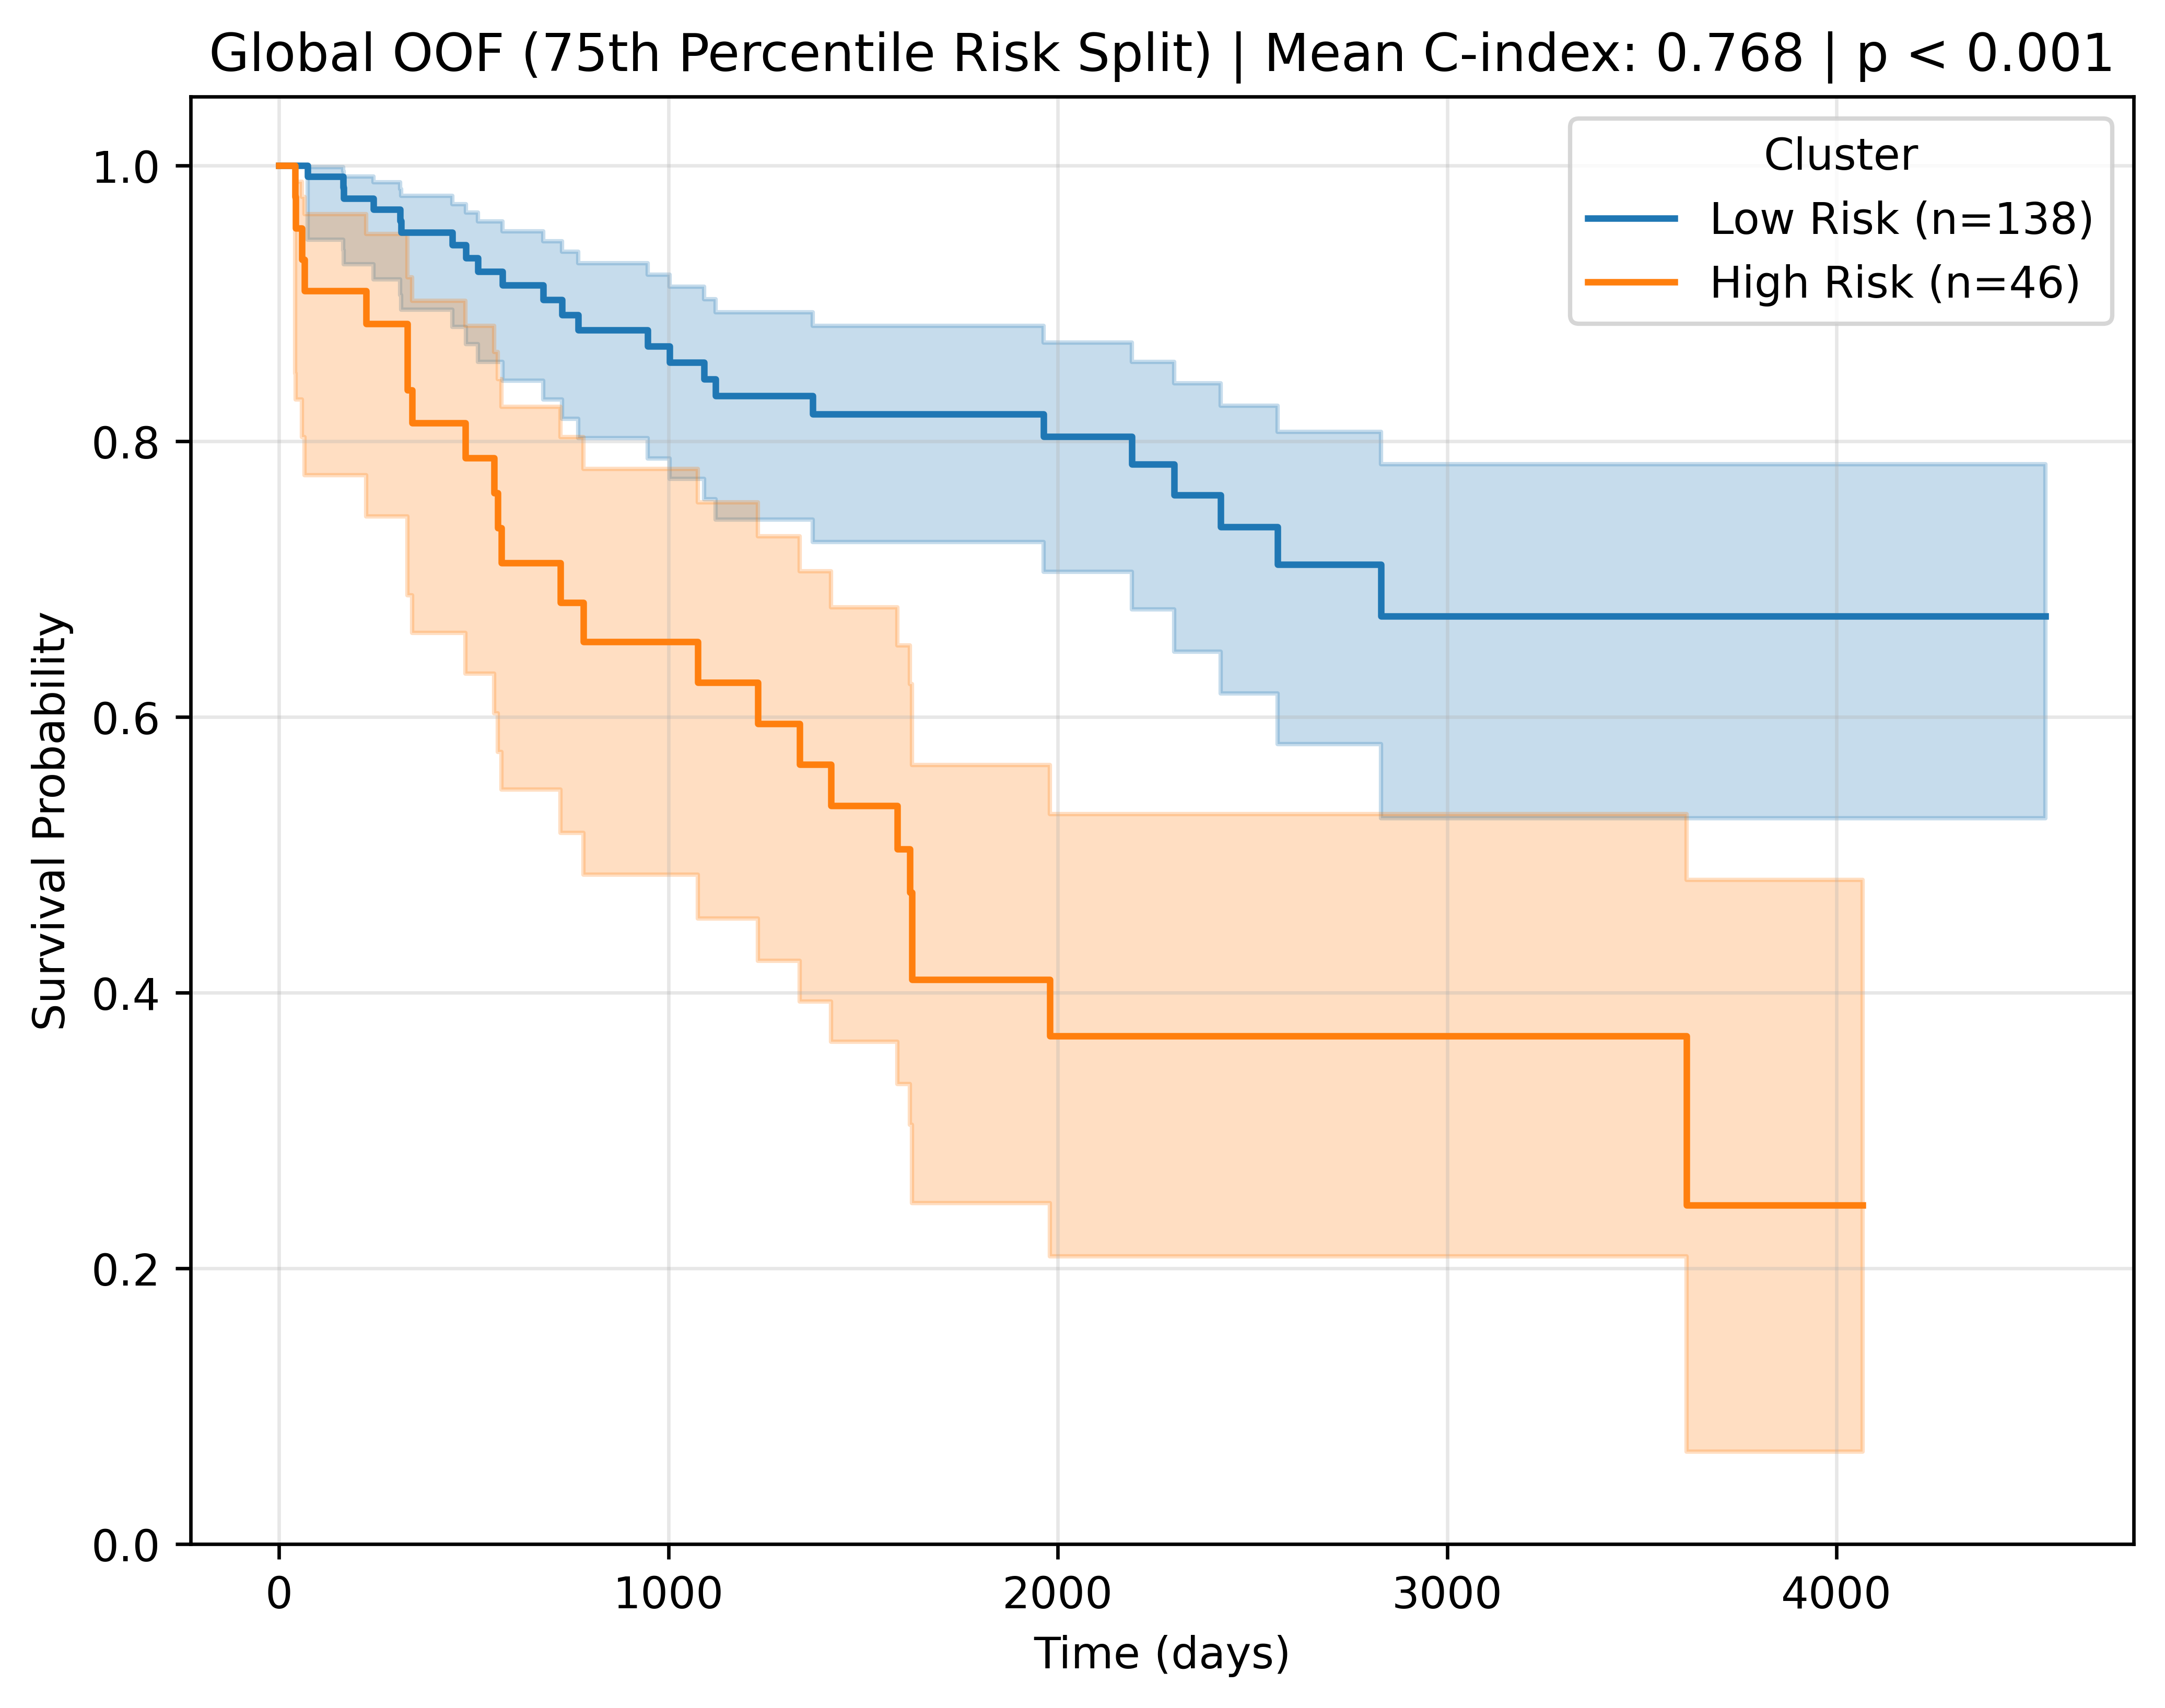 Global OOF (75th Percentile Risk Split) | Mean C-index: 0.768 | p < 0.001
Cluster
Low Risk (n=138)
High Risk (n=46)
Survival Probability
1.0
0.8
0.6
0.4
0.2
0.0
0 1000 2000 3000 4000
Time (days)